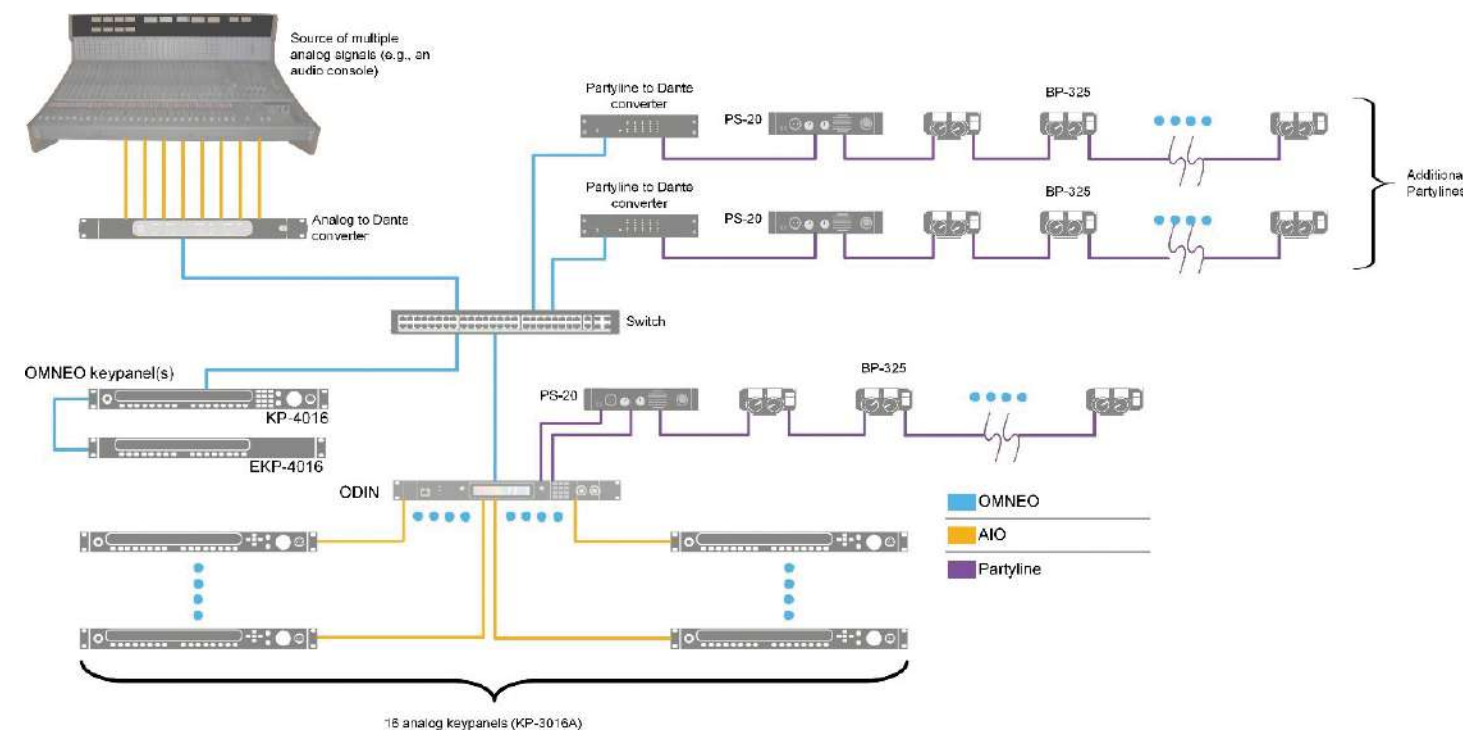 Source of multiple
analog signals (e.g., an
audio console)
Partyline to Dante
converter
PS-20
BP-325
Partyline to Dante
converter
PS-20
BP-325
Additiona
Partylines
Analog to Dante
converter
Switch
OMNEO keypanel(s)
KP-4016
EKP-4016
PS-20
BP-325
ODIN
OMNEO
AIO
Partyline
16 analog keypanels (KP-3016A)